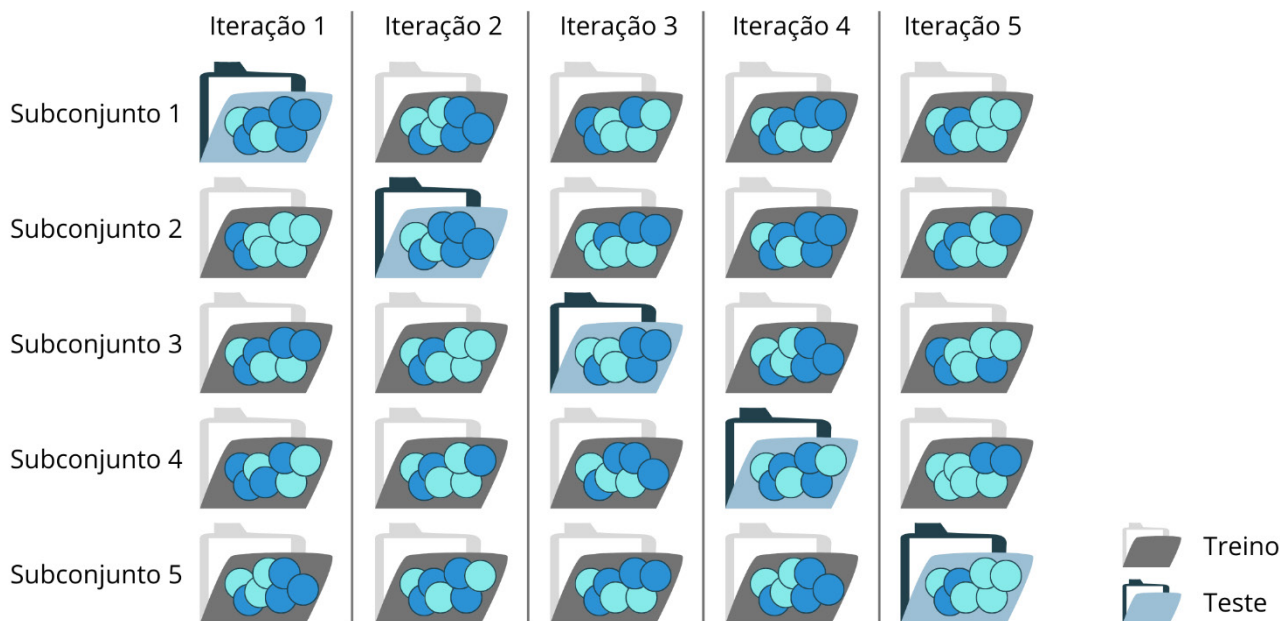 Iteração 1
Iteração 2
Iteração 3
Iteração 4
Iteração 5
Subconjunto 1
Subconjunto 2
Subconjunto 3
Subconjunto 4
Subconjunto 5
Treino
Teste